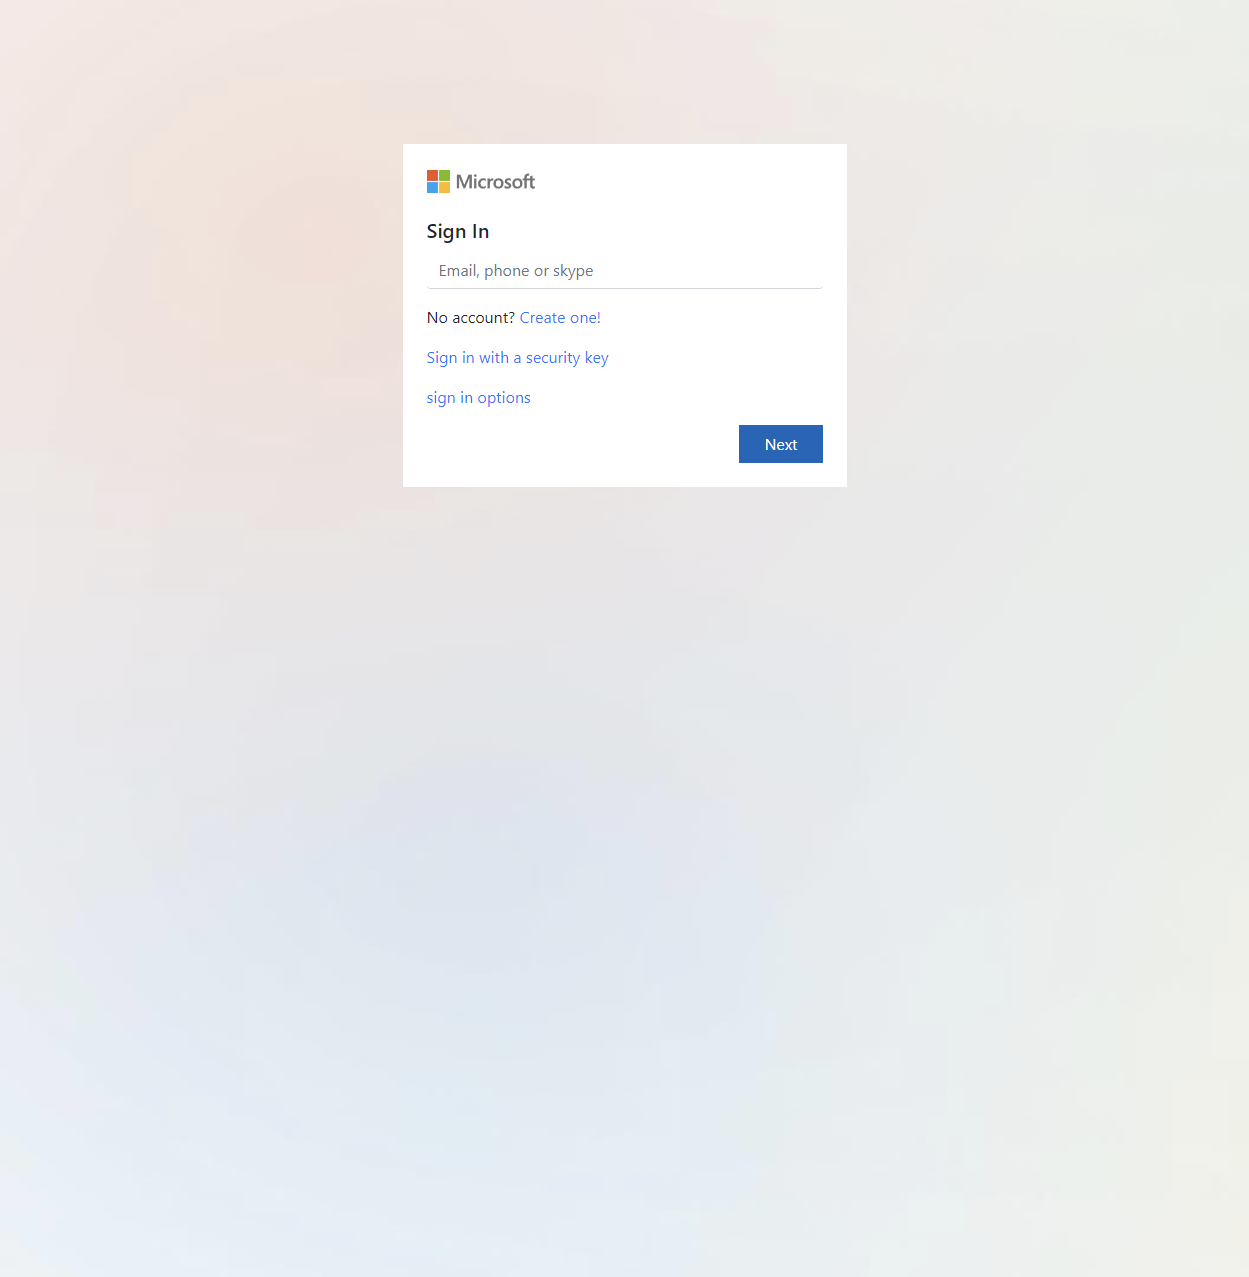 Microsoft
Sign In
Email, phone or skype
No account? Create one!
Sign in with a security key
sign in options
Next